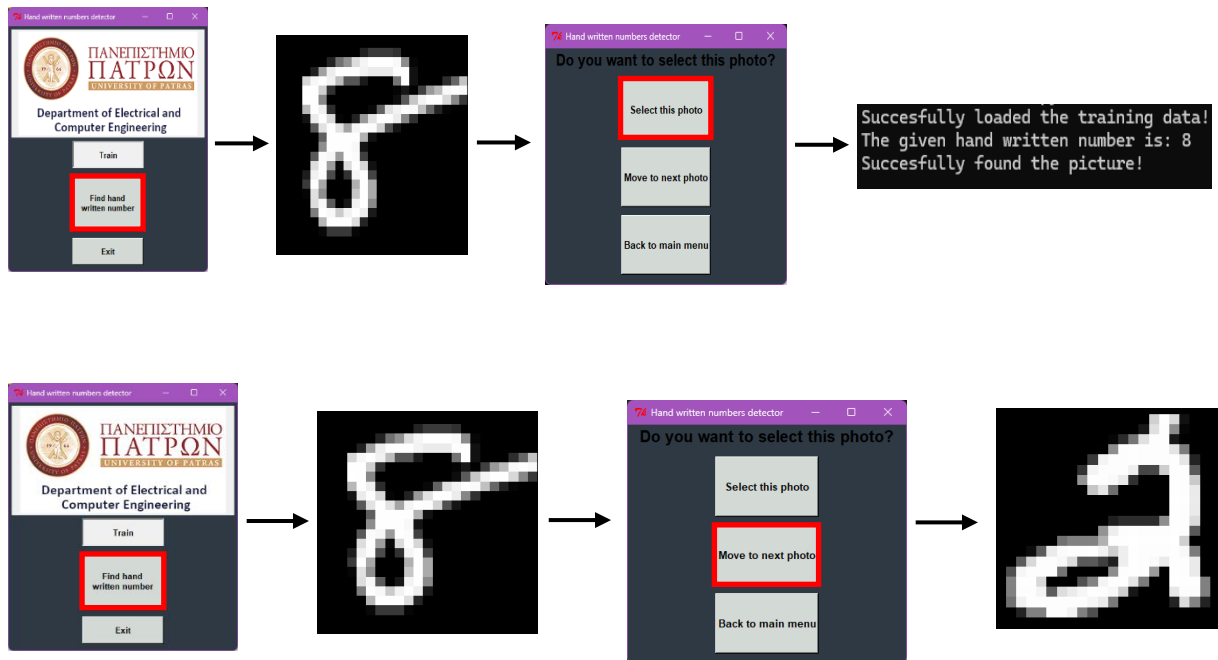 Hand written numbers detector
ΠΑΝΕΠΙΣΤΗΜΙΟ
ΠΑΤΡΩΝ
UNIVERSITY OF PATRAS
Department of Electrical and
Computer Engineering
Train
Find hand
written number
Exit
8
Hand written numbers detector
Do you want to select this photo?
Select this photo
Move to next photo
Back to main menu
Succesfully loaded the training data!
The given hand written number is: 8
Succesfully found the picture!
Hand written numbers detector
ΠΑΝΕΠΙΣΤΗΜΙΟ
ΠΑΤΡΩΝ
UNIVERSITY OF PATRAS
Department of Electrical and
Computer Engineering
Train
Find hand
written number
Exit
8
Hand written numbers detector
Do you want to select this photo?
Select this photo
Move to next photo
Back to main menu
2